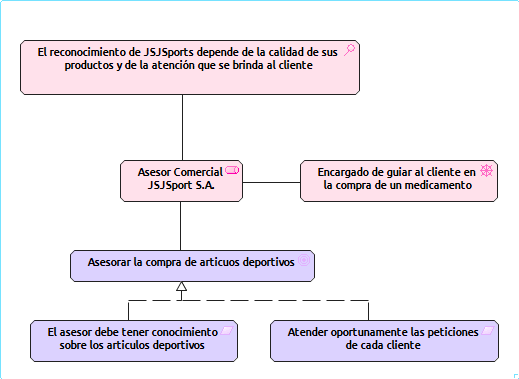 El reconocimiento de JSJSports depende de la calidad de sus
productos y de la atención que se brinda al cliente
Asesor Comercial
JSJSport S.A.
Encargado de guiar al cliente en
la compra de un medicamento
Asesorar la compra de articuos deportivos
El asesor debe tener conocimiento
sobre los articulos deportivos
Atender oportunamente las peticiones
de cada cliente